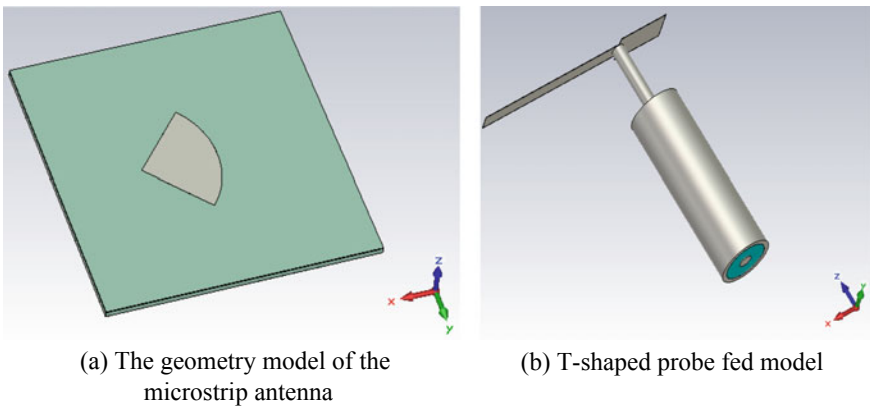 z
x
y
z
y
x
(a) The geometry model of the
microstrip antenna
(b) T-shaped probe fed model